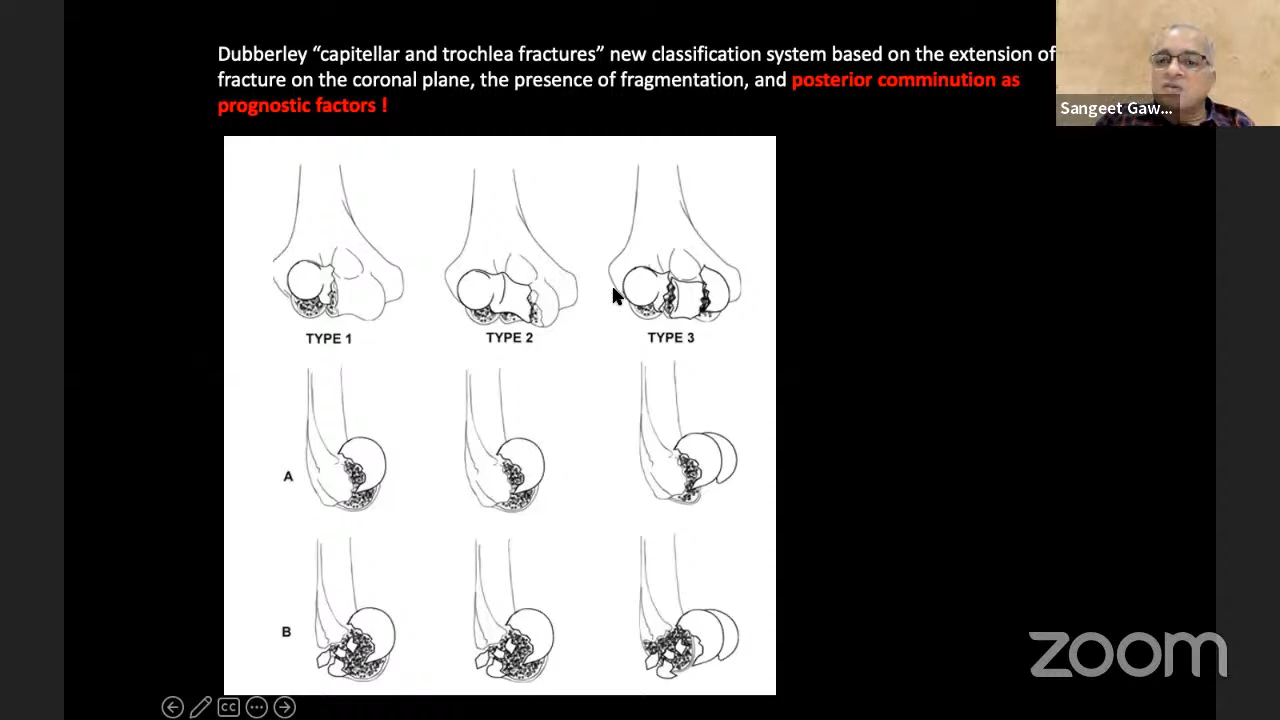 Dubberley “capitellar and trochlea fractures” new classification system based on the extension of
fracture on the coronal plane, the presence of fragmentation, and posterior comminution as
prognostic factors !
Sangeet Gaw...
TYPE 1 TYPE 2 TYPE 3
A
B
zoom
CC